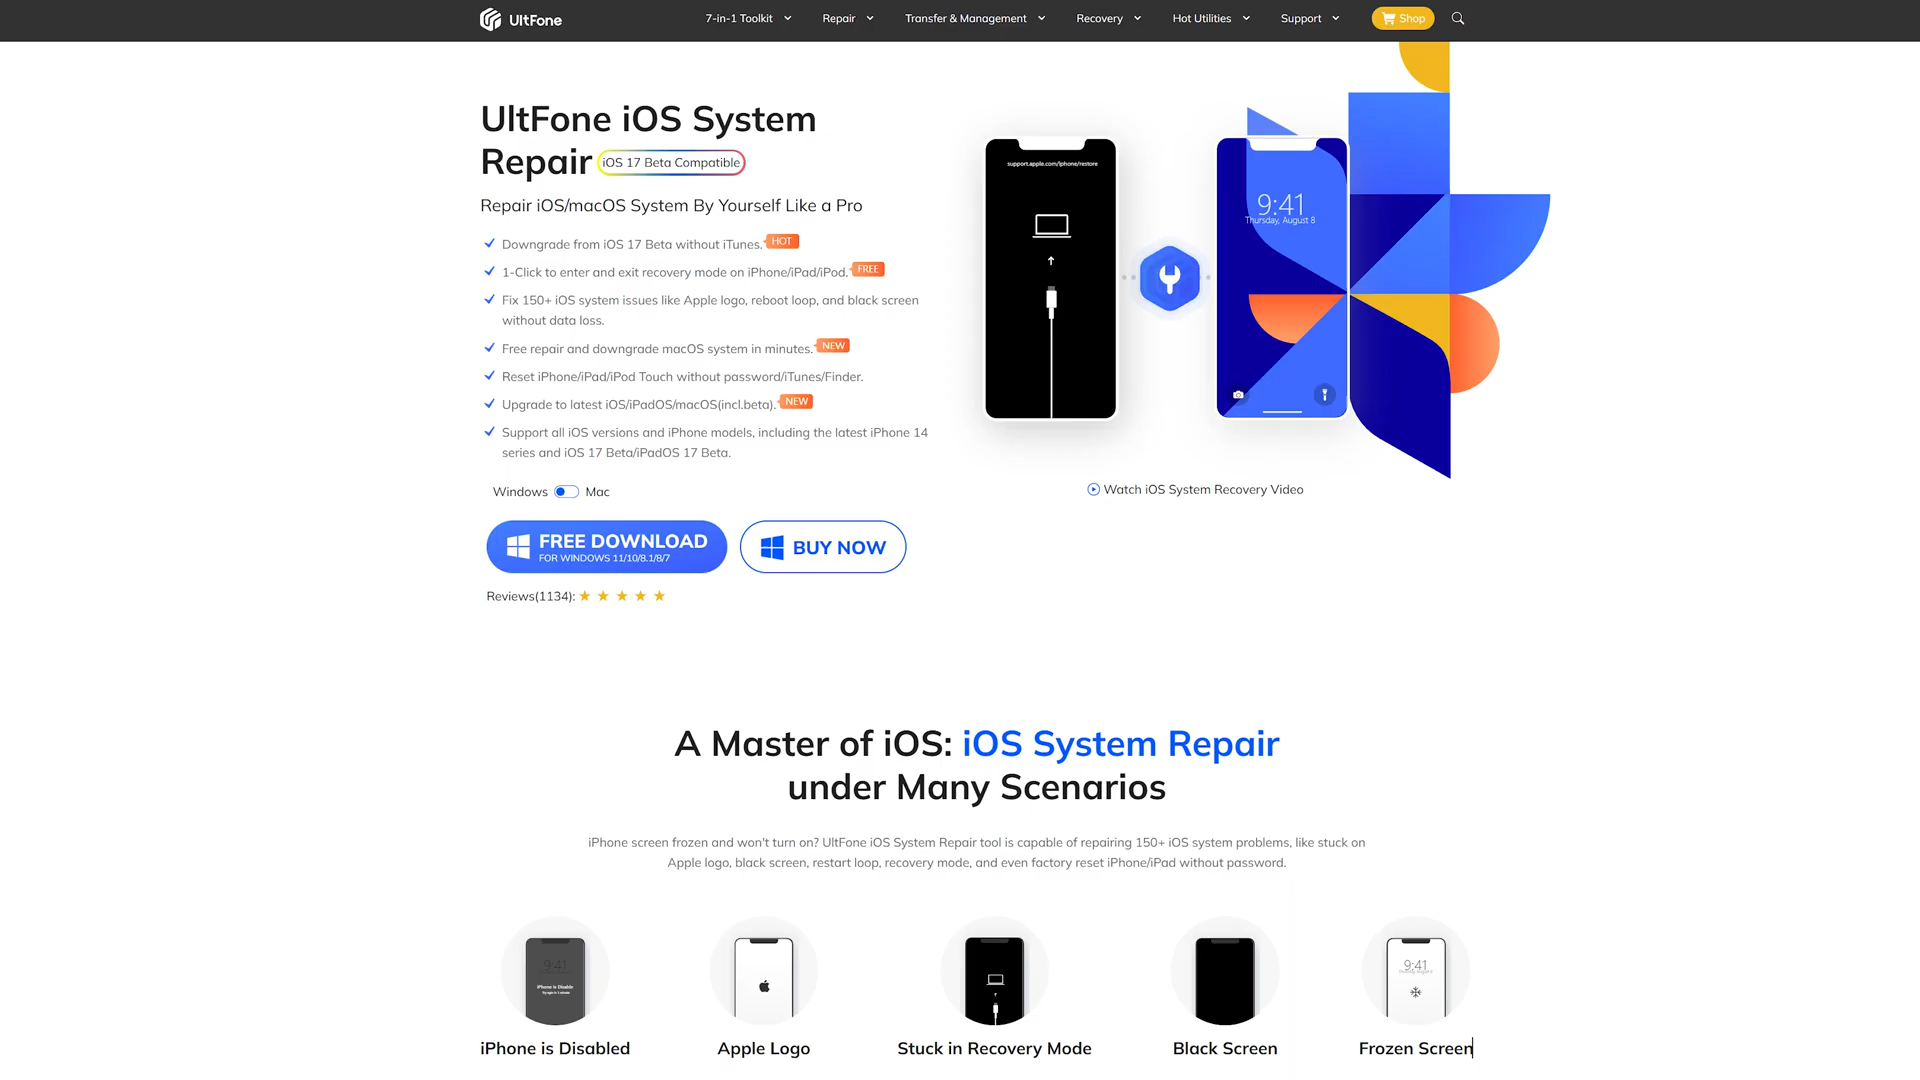 UltFone
7-in-1 Toolkit
Repair
Transfer & Management
Recovery
Hot Utilities
Support
Shop
UltFone iOS System
Repair iOS 17 Beta Compatible
Repair iOS/macOS System By Yourself Like a Pro
Downgrade from iOS 17 Beta without iTunes. HOT
1-Click to enter and exit recovery mode on iPhone/iPad/iPod. FREE
Fix 150+ iOS system issues like Apple logo, reboot loop, and black screen
without data loss.
Free repair and downgrade macOS system in minutes. NEW
Reset iPhone/iPad/iPod Touch without password/iTunes/Finder.
Upgrade to latest iOS/iPadOS/macOS(incl.beta). NEW
Support all iOS versions and iPhone models, including the latest iPhone 14
series and iOS 17 Beta/iPadOS 17 Beta.
Windows
Mac
FREE DOWNLOAD
FOR WINDOWS 11/10/8.1/8/7
BUY NOW
Reviews(1134):
support.apple.com/iphone/restore
9:41
Thursday, August 8
Watch iOS System Recovery Video
A Master of iOS: iOS System Repair
under Many Scenarios
iPhone screen frozen and won't turn on? UltFone iOS System Repair tool is capable of repairing 150+ iOS system problems, like stuck on
Apple logo, black screen, restart loop, recovery mode, and even factory reset iPhone/iPad without password.
9:41
iPhone is Disable
9:41
iPhone is Disabled
Apple Logo
Stuck in Recovery Mode
Black Screen
Frozen Screen